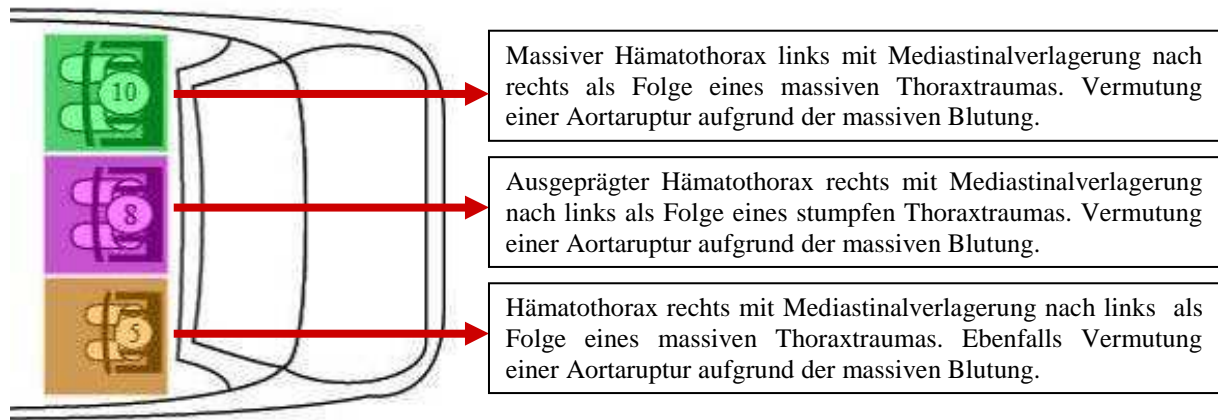 10
Massiver Hämatothorax links mit Mediastinalverlagerung nach
rechts als Folge eines massiven Thoraxtraumas. Vermutung
einer Aortaruptur aufgrund der massiven Blutung.
8
Ausgeprägter Hämatothorax rechts mit Mediastinalverlagerung
nach links als Folge eines stumpfen Thoraxtraumas. Vermutung
einer Aortaruptur aufgrund der massiven Blutung.
5
Hämatothorax rechts mit Mediastinalverlagerung nach links als
Folge eines massiven Thoraxtraumas. Ebenfalls Vermutung
einer Aortaruptur aufgrund der massiven Blutung.